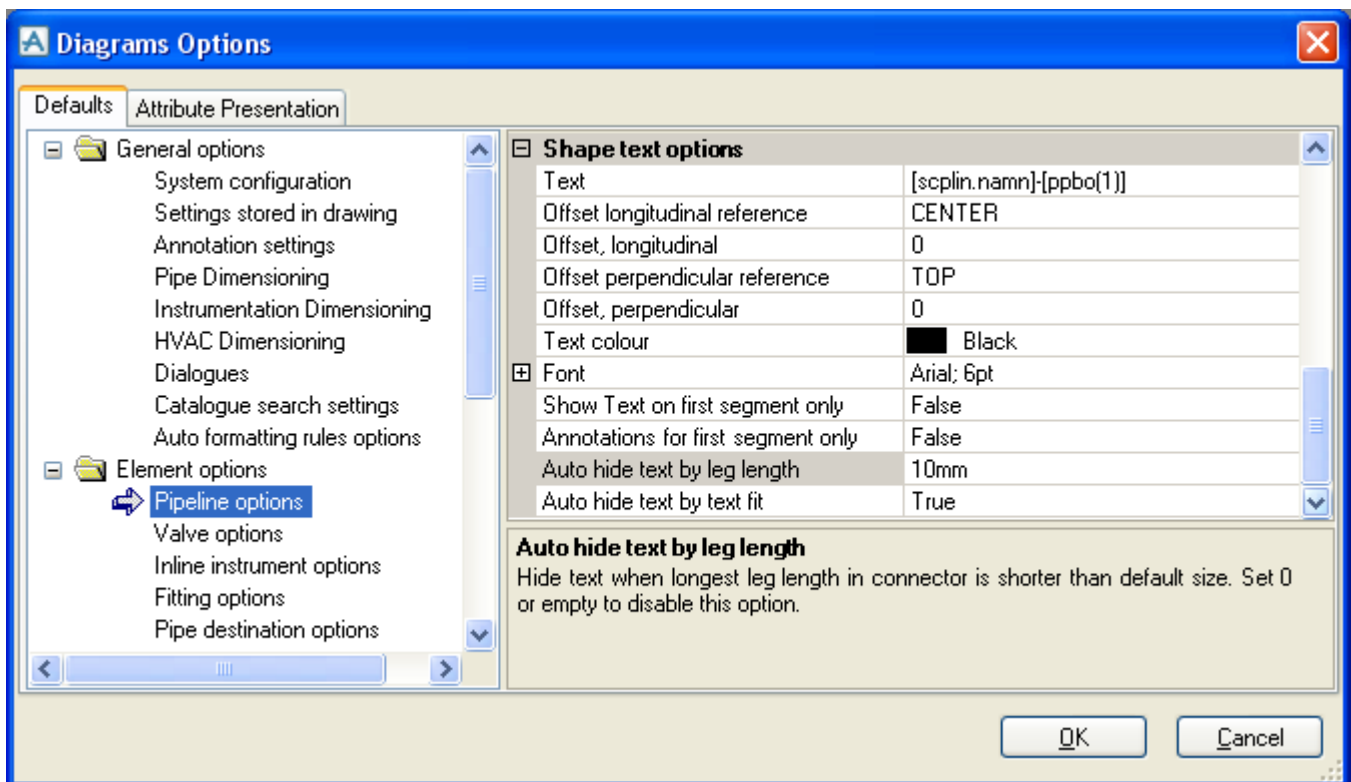 Diagrams Options
Defaults
Attribute Presentation
General options
System configuration
Settings stored in drawing
Annotation settings
Pipe Dimensioning
Instrumentation Dimensioning
HVAC Dimensioning
Dialogues
Catalogue search settings
Auto formatting rules options
Element options
Pipeline options
Valve options
Inline instrument options
Fitting options
Pipe destination options
Shape text options
Text [scplin.namn]-[ppbo(1)]
Offset longitudinal reference CENTER
Offset, longitudinal 0
Offset perpendicular reference TOP
Offset, perpendicular 0
Text colour Black
Font Arial; 6pt
Show Text on first segment only False
Annotations for first segment only False
Auto hide text by leg length 10mm
Auto hide text by text fit True
Auto hide text by leg length
Hide text when longest leg length in connector is shorter than default size. Set 0
or empty to disable this option.
OK
Cancel